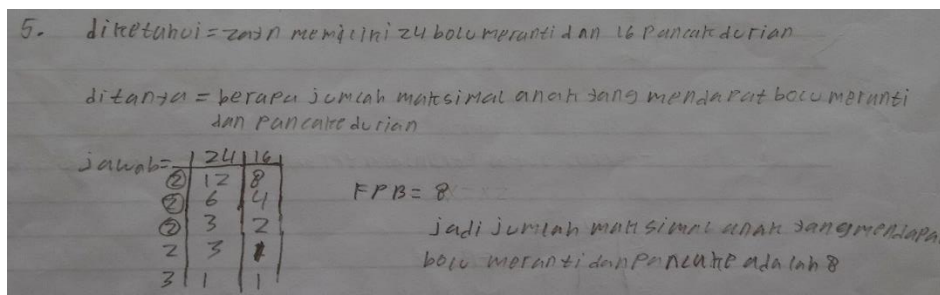 5. diketahui = zain memiliki 24 bolu meranti dan 16 Pancake durian
ditanya = berapa jumlah maksimal anak yang mendapat bolu meranti
dan Pancake durian
jawab= | 24 | 16 |
② | 12 | 8
② | 6 | 4
② | 3 | 2
2 | 3 | 1
3 | 1 | 1
FPB = 8
jadi jumlah maksimal anak yang mendapa
bolu meranti dan Pancake adalah 8